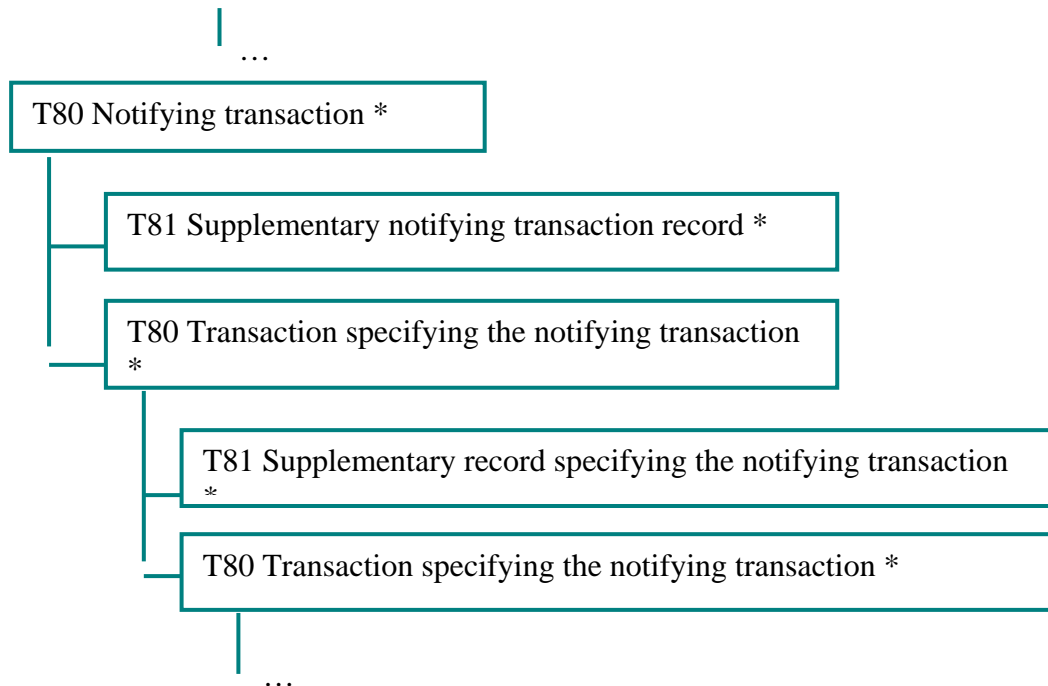 …
T80 Notifying transaction *
T81 Supplementary notifying transaction record *
T80 Transaction specifying the notifying transaction
*
T81 Supplementary record specifying the notifying transaction
*
T80 Transaction specifying the notifying transaction *
…